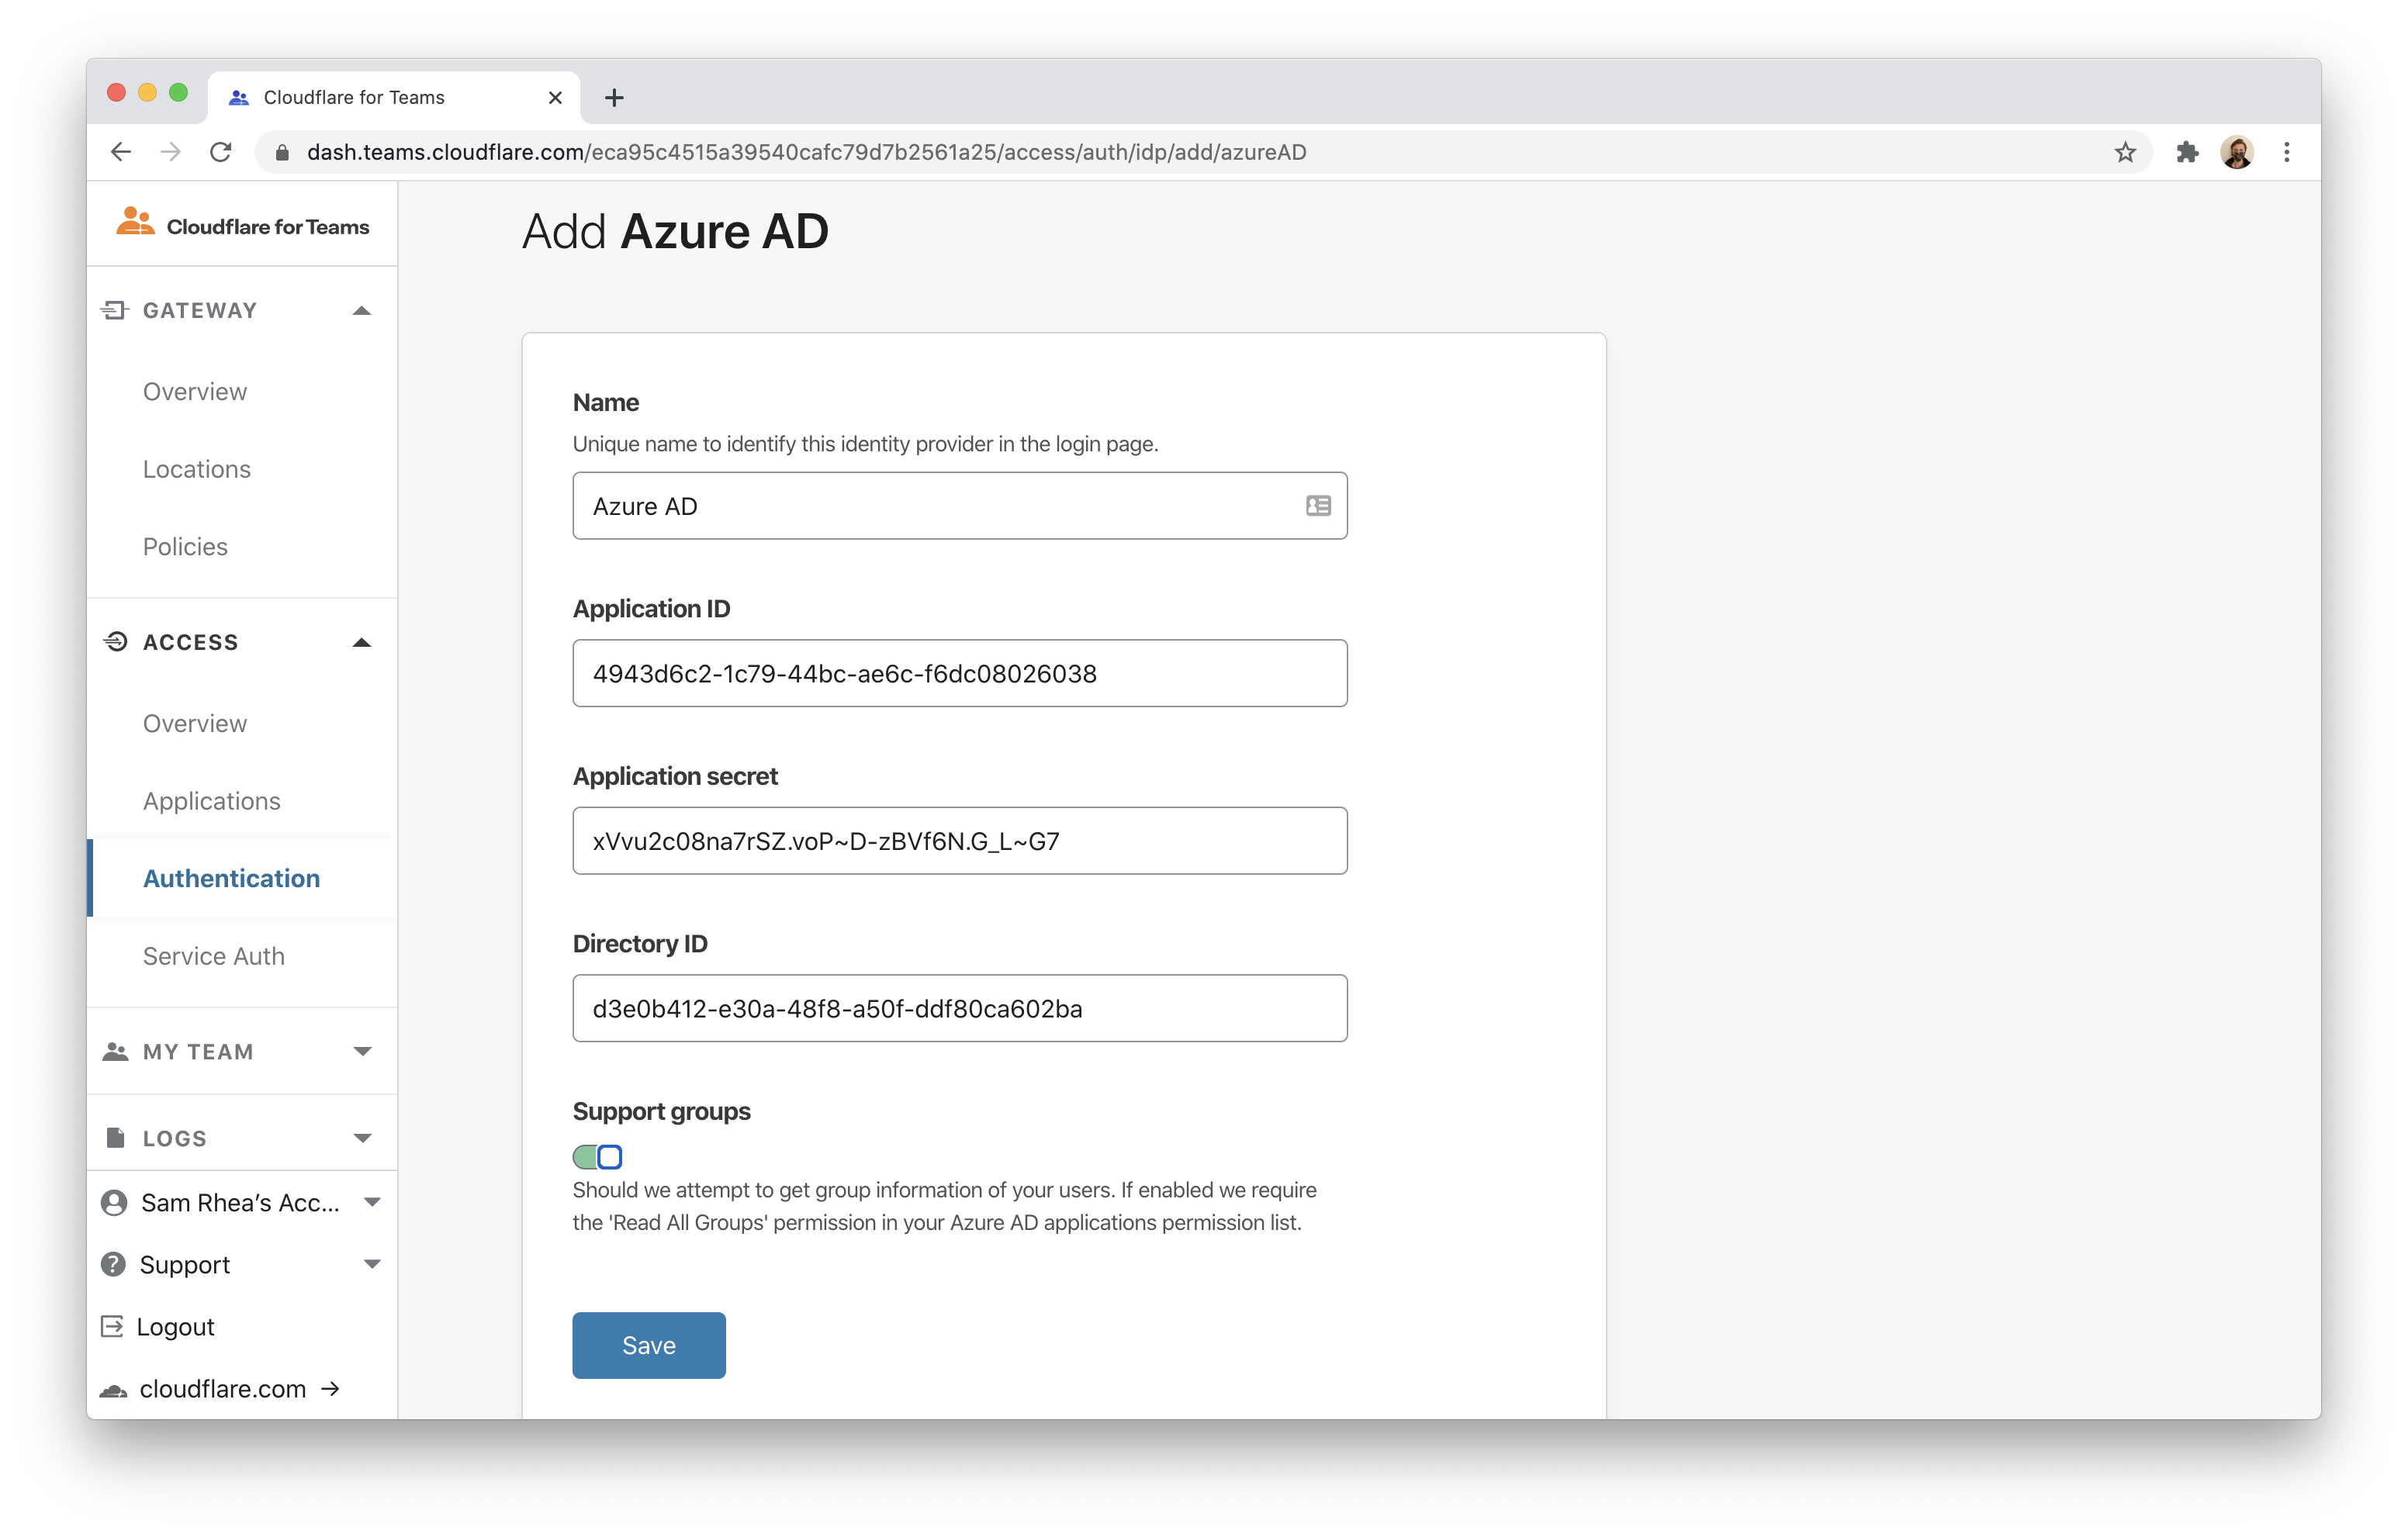 Cloudflare for Teams
dash.teams.cloudflare.com/eca95c4515a39540cafc79d7b2561a25/access/auth/idp/add/azureAD
Cloudflare for Teams
GATEWAY
Overview
Locations
Policies
ACCESS
Overview
Applications
Authentication
Service Auth
MY TEAM
LOGS
Sam Rhea’s Acc...
Support
Logout
cloudflare.com →
Add Azure AD
Name
Unique name to identify this identity provider in the login page.
Azure AD
Application ID
4943d6c2-1c79-44bc-ae6c-f6dc08026038
Application secret
xVvu2c08na7rSZ.voP~D-zBVf6N.G_L~G7
Directory ID
d3e0b412-e30a-48f8-a50f-ddf80ca602ba
Support groups
Should we attempt to get group information of your users. If enabled we require
the 'Read All Groups' permission in your Azure AD applications permission list.
Save